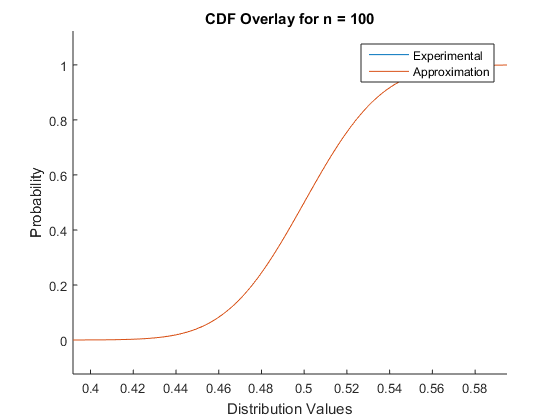 CDF Overlay for n = 100
Experimental
Approximation
1
0.8
0.6
0.4
0.2
0
Probability
0.4 0.42 0.44 0.46 0.48 0.5 0.52 0.54 0.56 0.58
Distribution Values